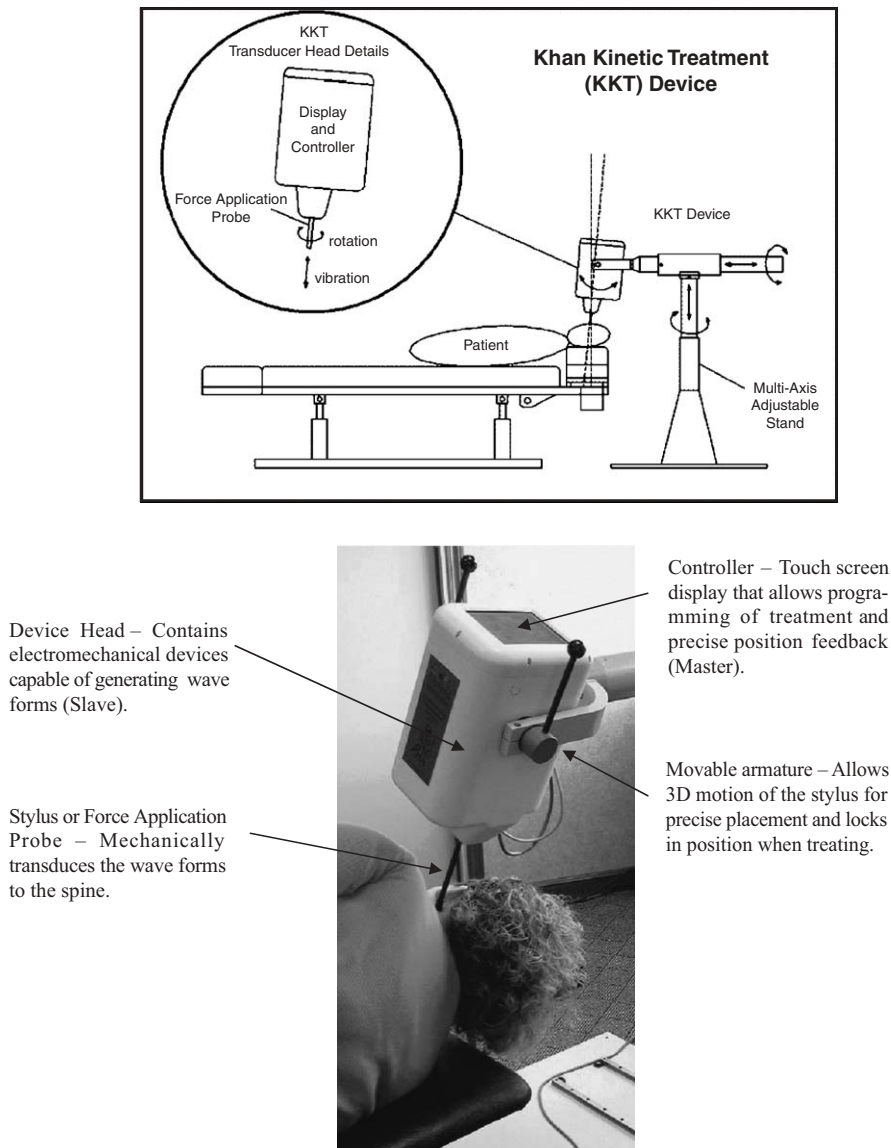 KKT
Transducer Head Details
Khan Kinetic Treatment
(KKT) Device
Display
and
Controller
Force Application
Probe
rotation
vibration
KKT Device
Patient
Multi-Axis
Adjustable
Stand
Device Head – Contains
electromechanical devices
capable of generating wave
forms (Slave).
Stylus or Force Application
Probe – Mechanically
transduces the wave forms
to the spine.
Controller – Touch screen
display that allows progra-
mming of treatment and
precise position feedback
(Master).
Movable armature – Allows
3D motion of the stylus for
precise placement and locks
in position when treating.